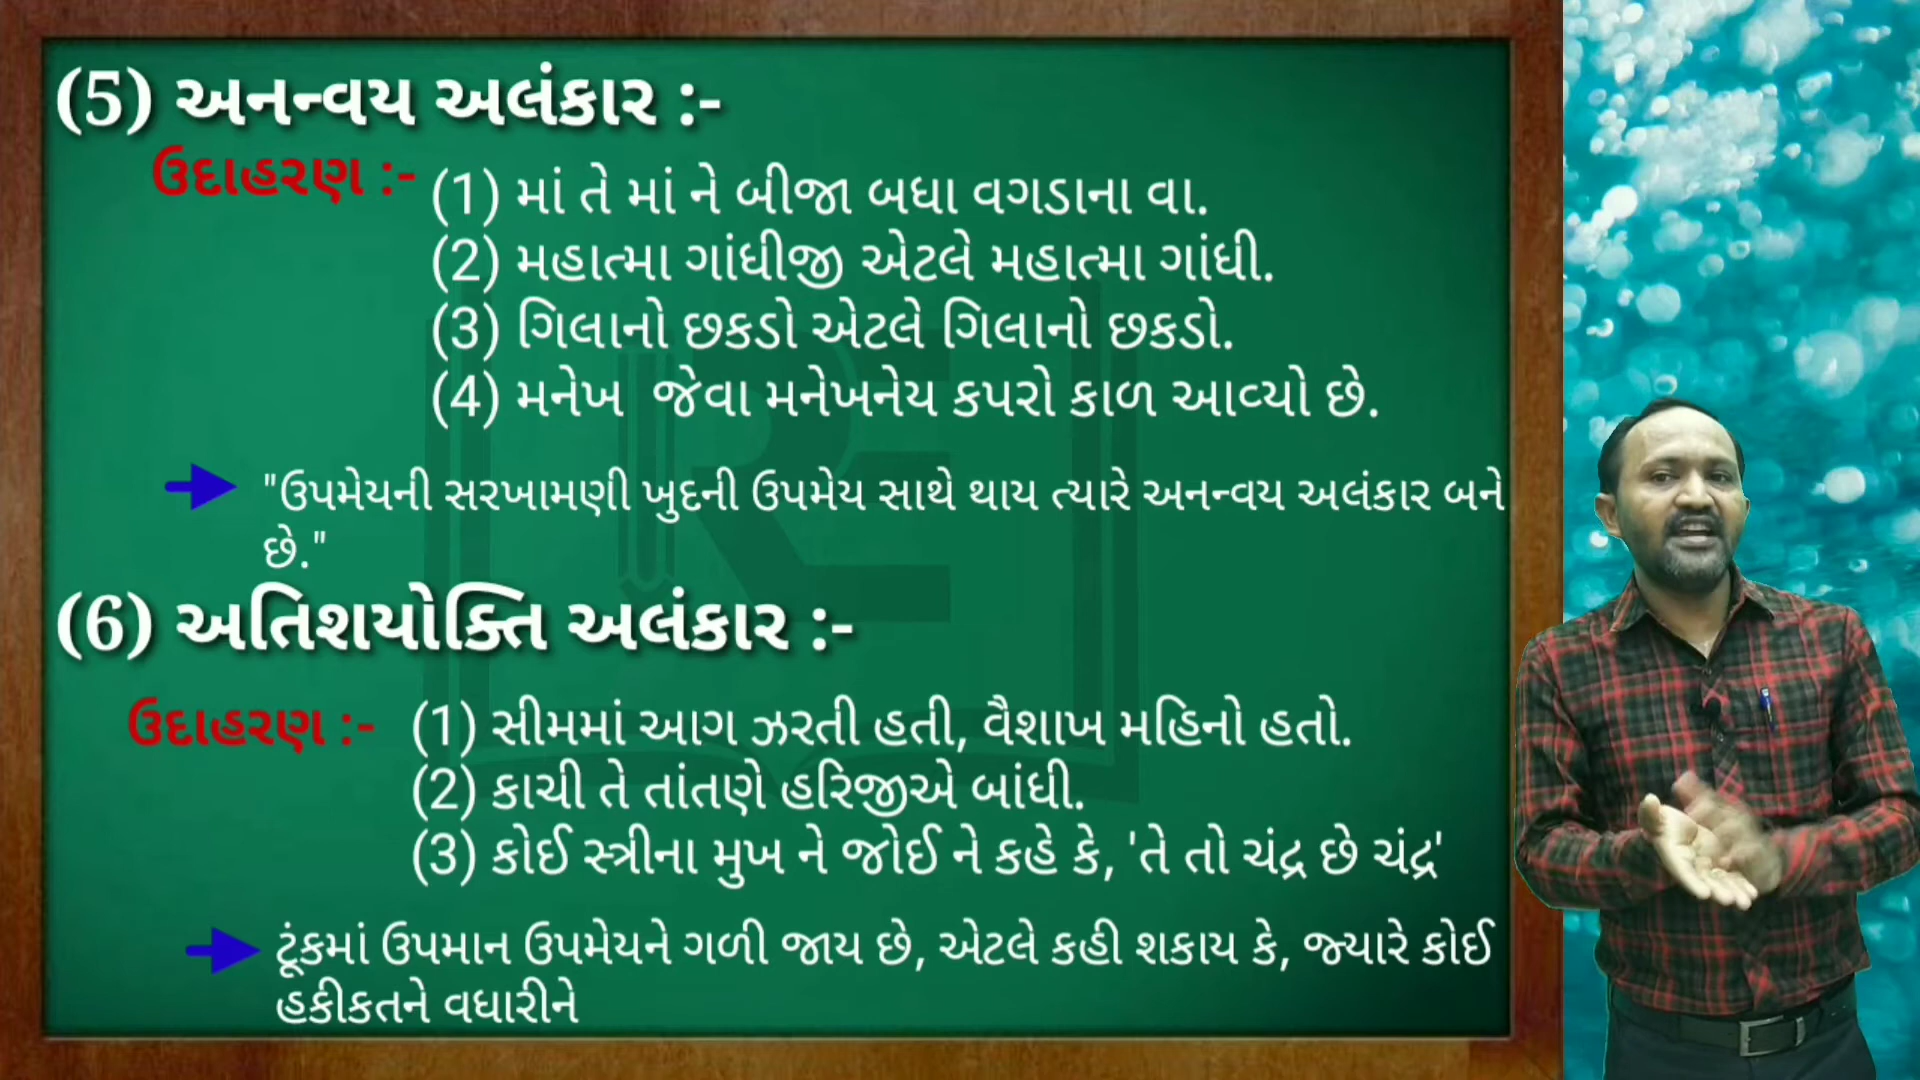 (5) અનન્વય અલંકાર :-
ઉદાહરણ :- (1) માં તે માં ને બીજા બધા વગડાના વા.
(2) મહાત્મા ગાંધીજી એટલે મહાત્મા ગાંધી.
(3) ગિલાનો છકડો એટલે ગિલાનો છકડો.
(4) મનેખ જેવા મનેખનેય કપરો કાળ આવ્યો છે.
"ઉપમેયની સરખામણી ખુદની ઉપમેય સાથે થાય ત્યારે અનન્વય અલંકાર બને
છે."
(6) અતિશયોક્તિ અલંકાર :-
ઉદાહરણ :- (1) સીમમાં આગ ઝરતી હતી, વૈશાખ મહિનો હતો.
(2) કાચી તે તાંતણે હરિજીએ બાંધી.
(3) કોઈ સ્ત્રીના મુખ ને જોઈ ને કહે કે, 'તે તો ચંદ્ર છે ચંદ્ર'
ટૂંકમાં ઉપમાન ઉપમેયને ગળી જાય છે, એટલે કહી શકાય કે, જ્યારે કોઈ
હકીકતને વધારીને